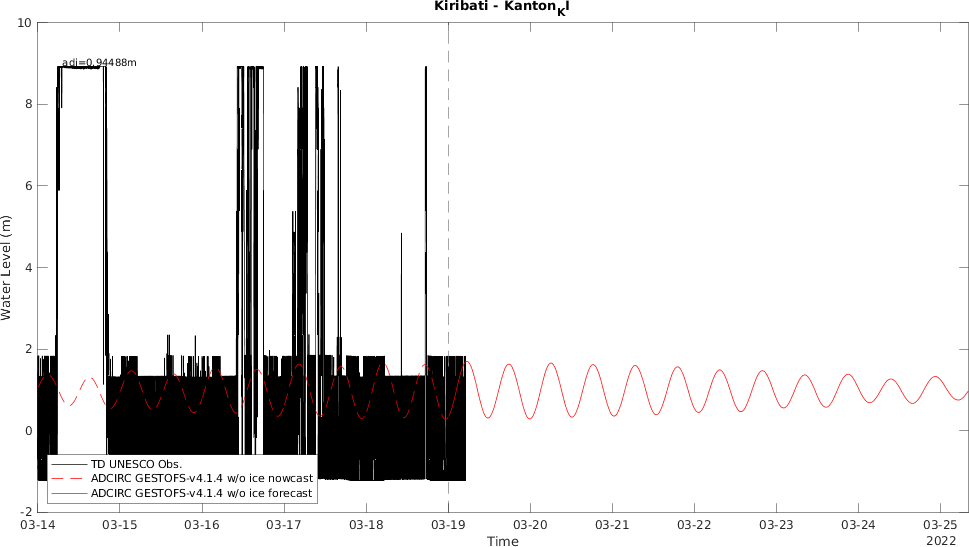 Kiribati - Kanton_KI
adj=0.94488m
Water Level (m)
10
8
6
4
2
0
-2
TD UNESCO Obs.
ADCIRC GESTOFS-v4.1.4 w/o ice nowcast
ADCIRC GESTOFS-v4.1.4 w/o ice forecast
03-14 03-15 03-16 03-17 03-18 03-19 03-20 03-21 03-22 03-23 03-24 03-25
Time
2022